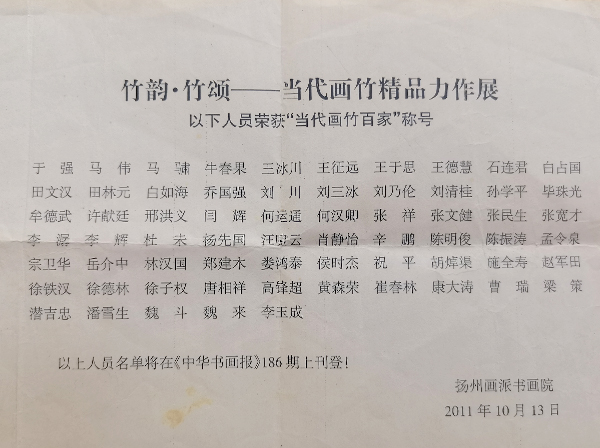 竹韵·竹颂——当代画竹精品力作展
以下人员荣获“当代画竹百家”称号
于强 马伟 马骕 牛春果 王冰川 王征远 王于思 王德慧 石连君 白占国
田文汉 田林元 白如海 乔国强 刘川 刘三冰 刘乃伦 刘清桂 孙学平 毕珠光
牟德武 许献廷 邢洪义 闫辉 何运通 何汉卿 张祥 张文健 张民生 张宽才
李潺 李辉 杜未 杨先国 汪思云 肖静怡 辛鹏 陈明俊 陈振涛 孟令泉
宗卫华 岳介中 林汉国 郑建木 娄鸿泰 侯时杰 祝平 胡焯渠 施全寿 赵军田
徐铁汉 徐德林 徐子权 唐相祥 高锋超 黄森荣 崔春林 康大涛 曹瑞 梁策
潜吉忠 潘雪生 魏斗 魏来 李玉成
以上人员名单将在《中华书画报》186期上刊登！
扬州画派书画院
2011年10月13日